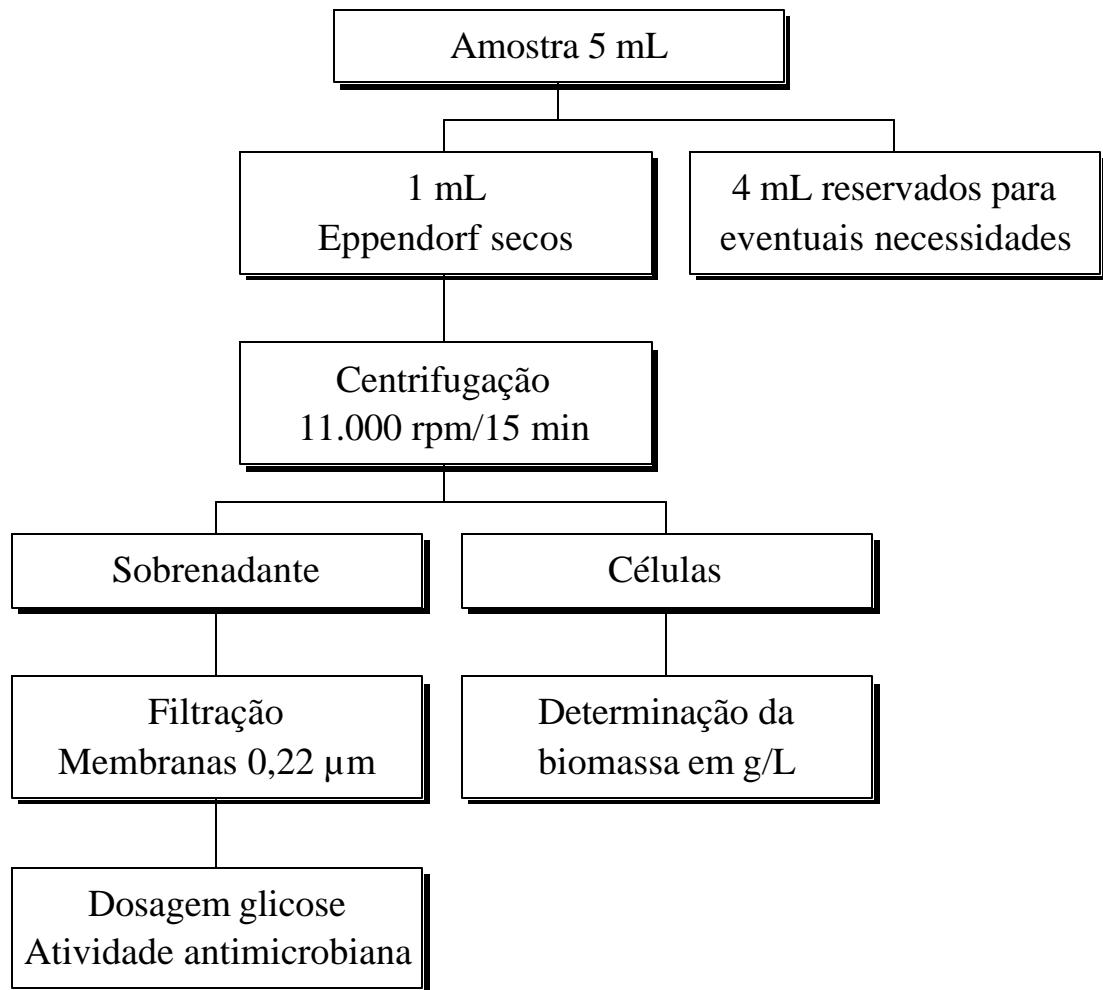 Amostra 5 mL
1 mL
Eppendorf secos
4 mL reservados para
eventuais necessidades
Centrifugação
11.000 rpm/15 min
Sobrenadante
Células
Filtração
Membranas 0,22 µm
Determinação da
biomassa em g/L
Dosagem glicose
Atividade antimicrobiana